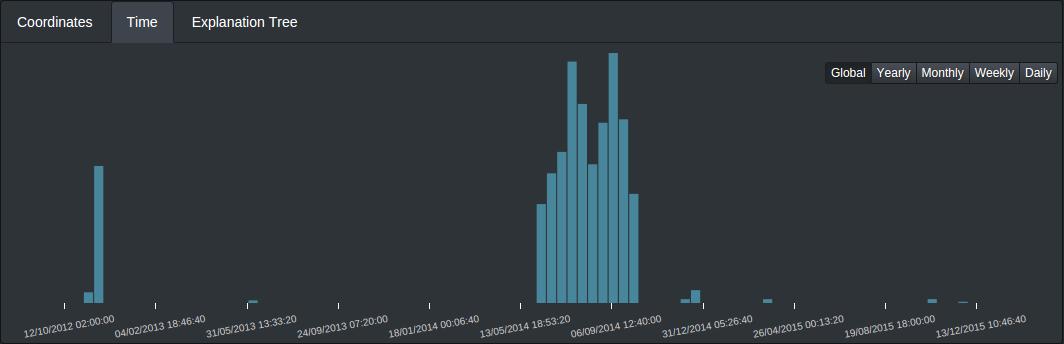 Coordinates Time Explanation Tree
Global Yearly Monthly Weekly Daily
12/10/2012 02:00:00 04/02/2013 18:46:40 31/05/2013 13:33:20 24/09/2013 07:20:00 18/01/2014 00:06:40 13/05/2014 18:53:20 06/09/2014 12:40:00 31/12/2014 05:26:40 26/04/2015 00:13:20 19/08/2015 18:00:00 13/12/2015 10:46:40